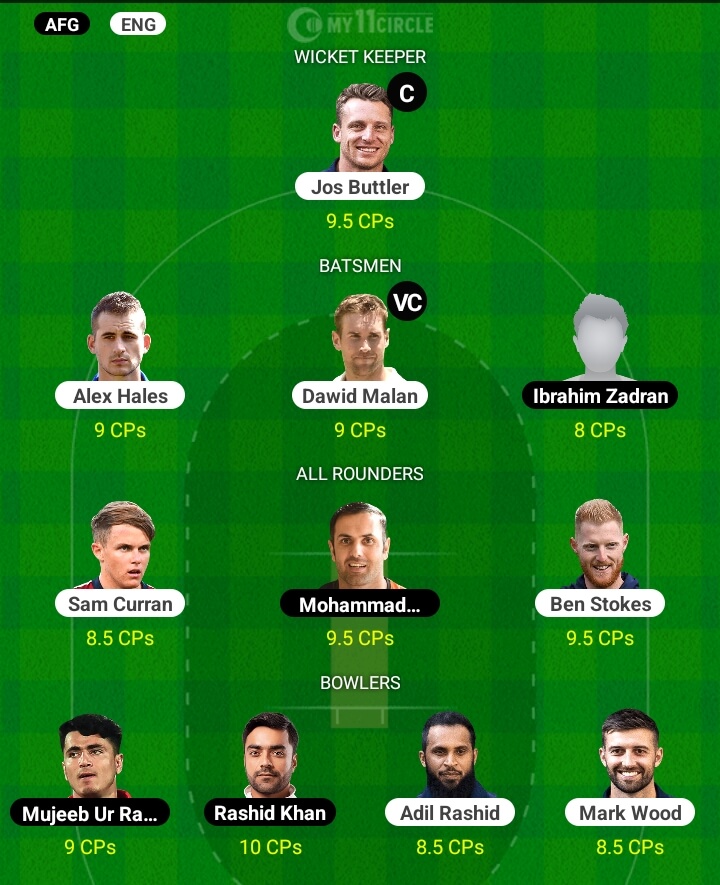 AFG ENG
MY11CIRCLE
WICKET KEEPER
C
Jos Buttler
9.5 CPs
BATSMEN
VC
Alex Hales Dawid Malan Ibrahim Zadran
9 CPs 9 CPs 8 CPs
ALL ROUNDERS
Sam Curran Mohammad... Ben Stokes
8.5 CPs 9.5 CPs 9.5 CPs
BOWLERS
Mujeeb Ur Ra... Rashid Khan Adil Rashid Mark Wood
9 CPs 10 CPs 8.5 CPs 8.5 CPs